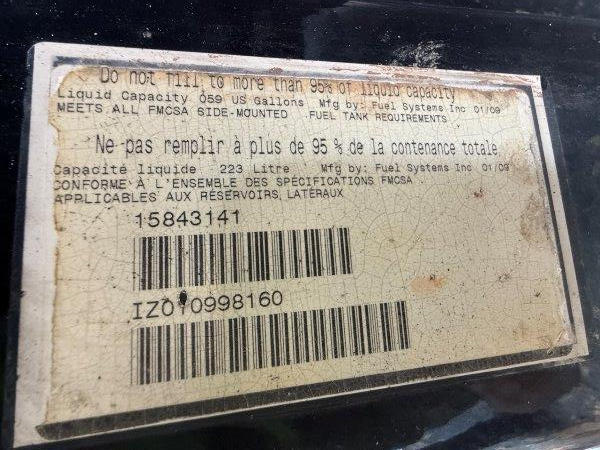 Do not fill to more than 95% of liquid capacity
Liquid Capacity 059 US Gallons Mfg by: Fuel Systems Inc 01/09
MEETS ALL FMCSA SIDE-MOUNTED FUEL TANK REQUIREMENTS
Ne pas remplir à plus de 95 % de la contenance totale
Capacité liquide 223 Litre Mfg by: Fuel Systems Inc 01/09
CONFORME À L'ENSEMBLE DES SPÉCIFICATIONS FMCSA
APPLICABLES AUX RÉSERVOIRS LATÉRAUX
15843141
IZ010998160